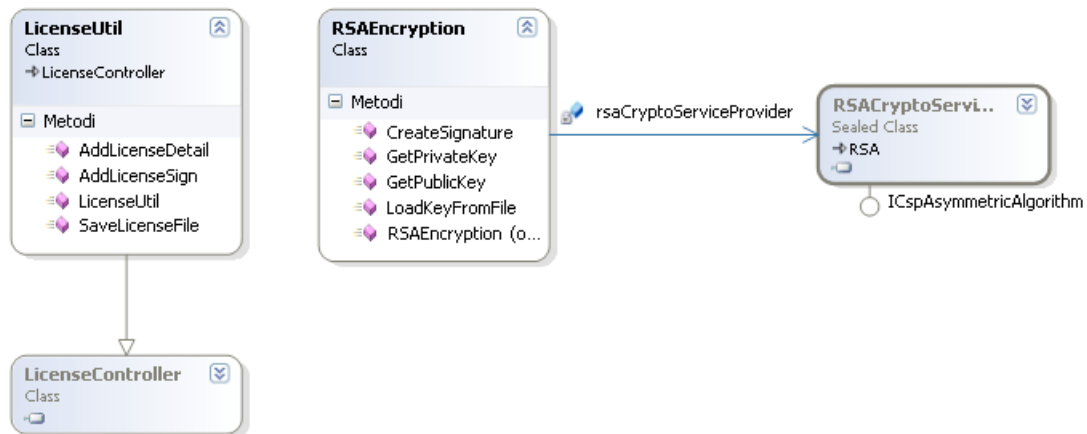 LicenseUtil
Class
LicenseController
Metodi
AddLicenseDetail
AddLicenseSign
LicenseUtil
SaveLicenseFile
LicenseController
Class
RSAEncryption
Class
Metodi
CreateSignature
GetPrivateKey
GetPublicKey
LoadKeyFromFile
RSAEncryption (o...
rsaCryptoServiceProvider
RSACryptoServi...
Sealed Class
RSA
ICspAsymmetricAlgorithm